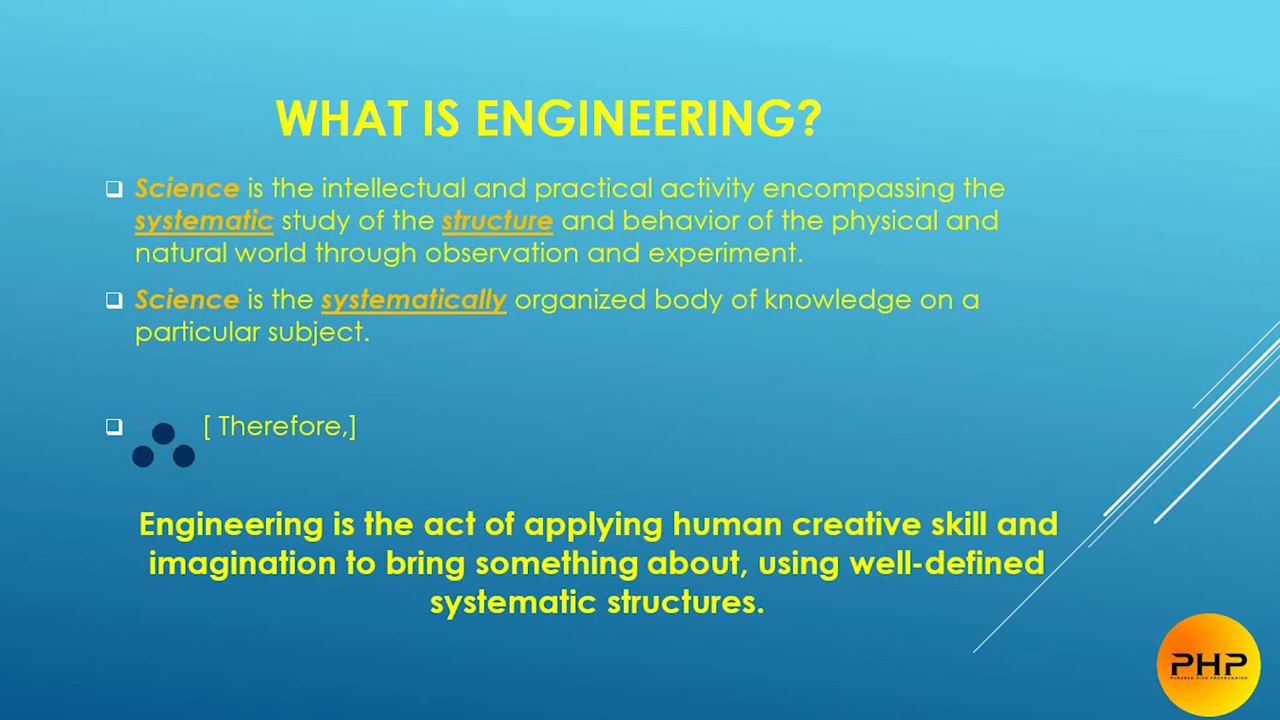 WHAT IS ENGINEERING?
Science is the intellectual and practical activity encompassing the
systematic study of the structure and behavior of the physical and
natural world through observation and experiment.
Science is the systematically organized body of knowledge on a
particular subject.
[ Therefore,]
Engineering is the act of applying human creative skill and
imagination to bring something about, using well-defined
systematic structures.
PHP